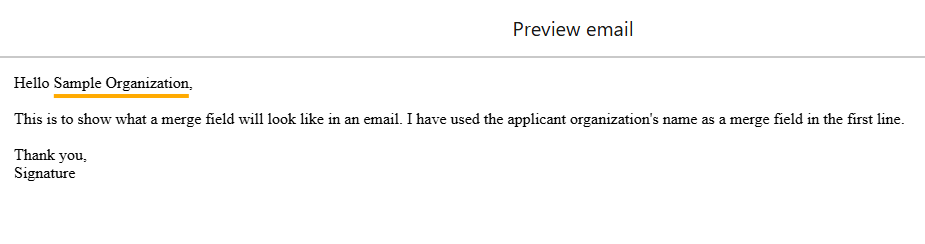 Preview email
Hello Sample Organization,
This is to show what a merge field will look like in an email. I have used the applicant organization's name as a merge field in the first line.
Thank you,
Signature